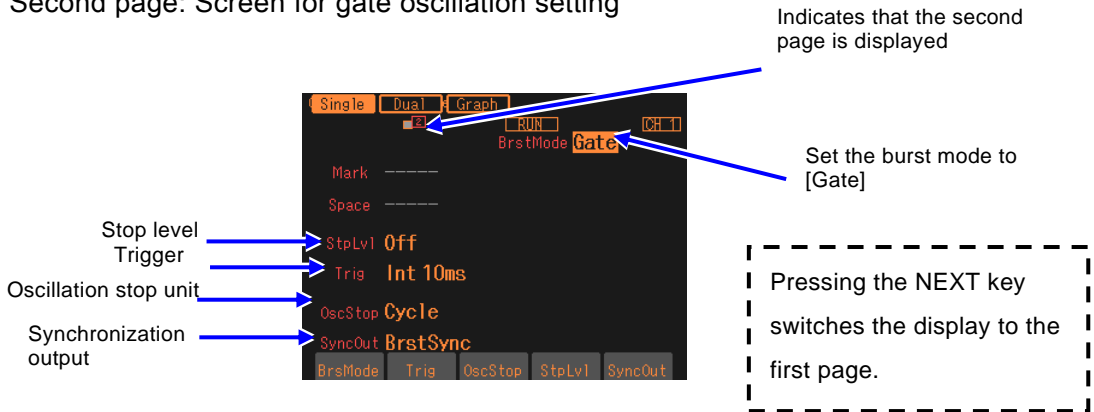 Second page: Screen for gate oscillation setting
Indicates that the second
page is displayed
Single Dual Graph
2
RUN CH 1
BrstMode Gate
Set the burst mode to
[Gate]
Mark -----
Space -----
Stop level
StpLvl Off
Trigger
Trig Int 10ms
Oscillation stop unit
OscStop Cycle
Synchronization
output
SyncOut BrstSync
BrsMode Trig OscStop StpLvl SyncOut
Pressing the NEXT key
switches the display to the
first page.